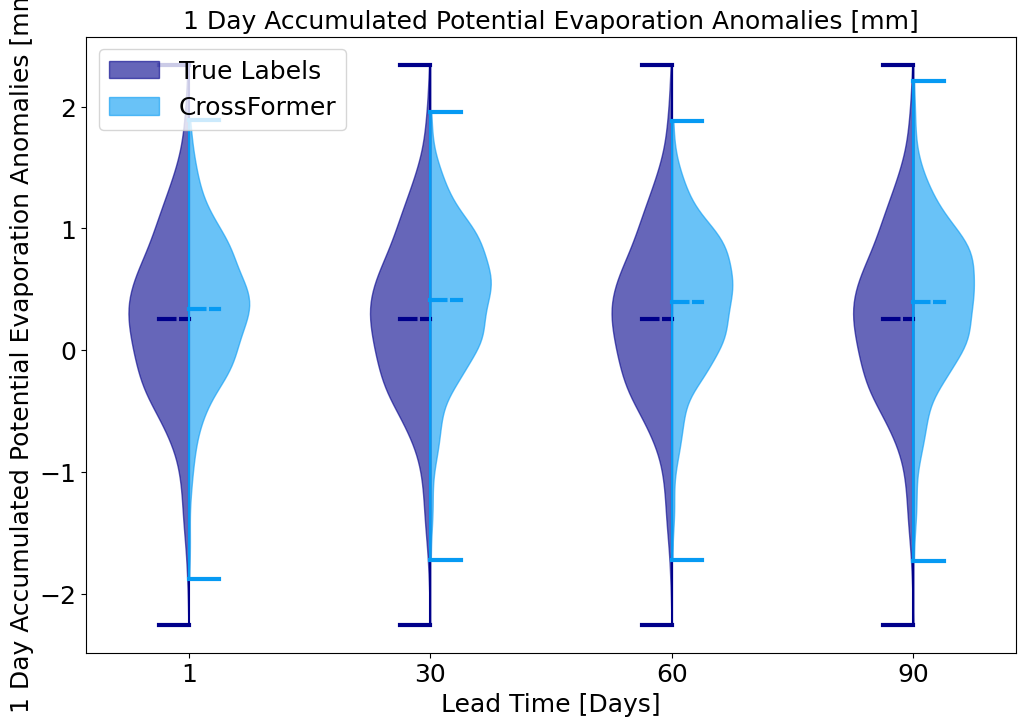 1 Day Accumulated Potential Evaporation Anomalies [mm]
1 Day Accumulated Potential Evaporation Anomalies [mm
True Labels
CrossFormer
2
1
0
−1
−2
1
30
60
90
Lead Time [Days]